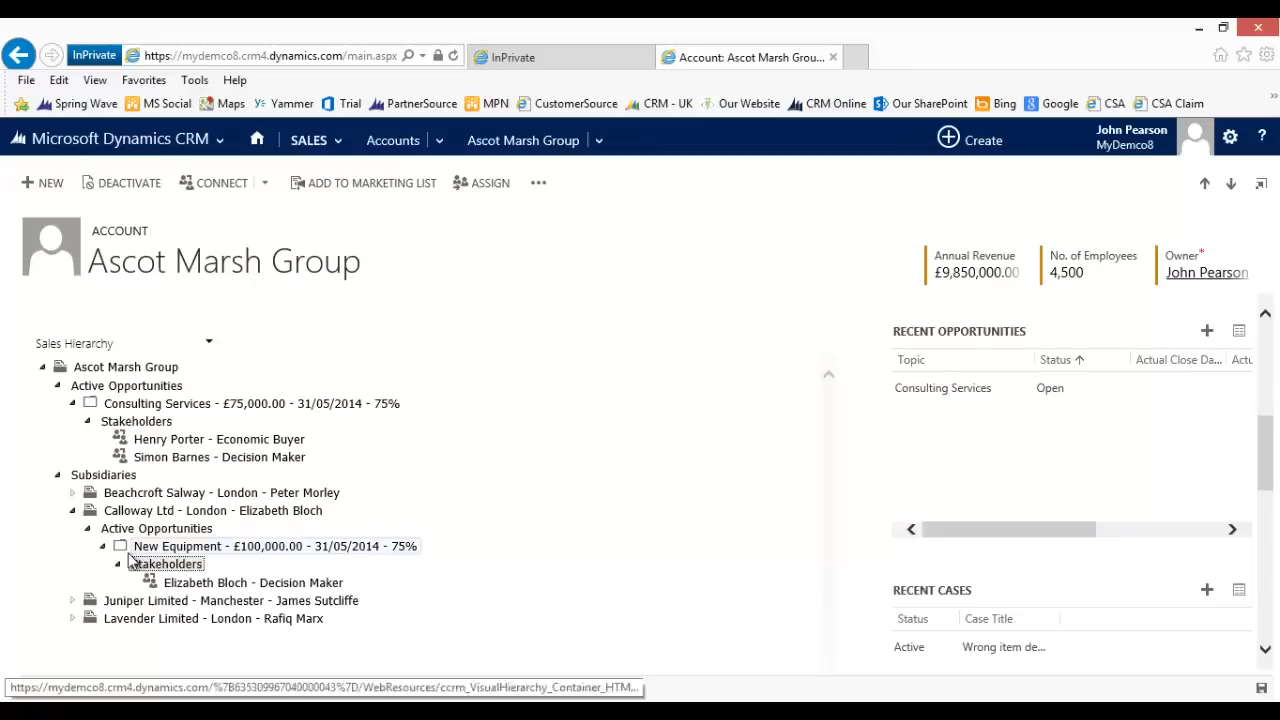 InPrivate https://mydemco8.crm4.dynamics.com/main.aspx InPrivate Account: Ascot Marsh Grou...
File Edit View Favorites Tools Help
Spring Wave MS Social Maps Yammer Trial PartnerSource MPN CustomerSource CRM - UK Our Website CRM Online Our SharePoint Bing Google CSA CSA Claim
Microsoft Dynamics CRM SALES Accounts Ascot Marsh Group Create John Pearson
MyDemco8
NEW DEACTIVATE CONNECT ADD TO MARKETING LIST ASSIGN
ACCOUNT
Ascot Marsh Group
Annual Revenue No. of Employees Owner*
£9,850,000.00 4,500 John Pearson
Sales Hierarchy
Ascot Marsh Group
Active Opportunities
Consulting Services - £75,000.00 - 31/05/2014 - 75%
Stakeholders
Henry Porter - Economic Buyer
Simon Barnes - Decision Maker
Subsidiaries
Beachcroft Salway - London - Peter Morley
Calloway Ltd - London - Elizabeth Bloch
Active Opportunities
New Equipment - £100,000.00 - 31/05/2014 - 75%
Stakeholders
Elizabeth Bloch - Decision Maker
Juniper Limited - Manchester - James Sutcliffe
Lavender Limited - London - Rafiq Marx
RECENT OPPORTUNITIES
Topic Status Actual Close Da... Actu
Consulting Services Open
RECENT CASES
Status Case Title
Active Wrong item de...
https://mydemco8.crm4.dynamics.com/%7B635309967040000043%7D/WebResources/ccrm_VisualHierarchy_Container_HTM...